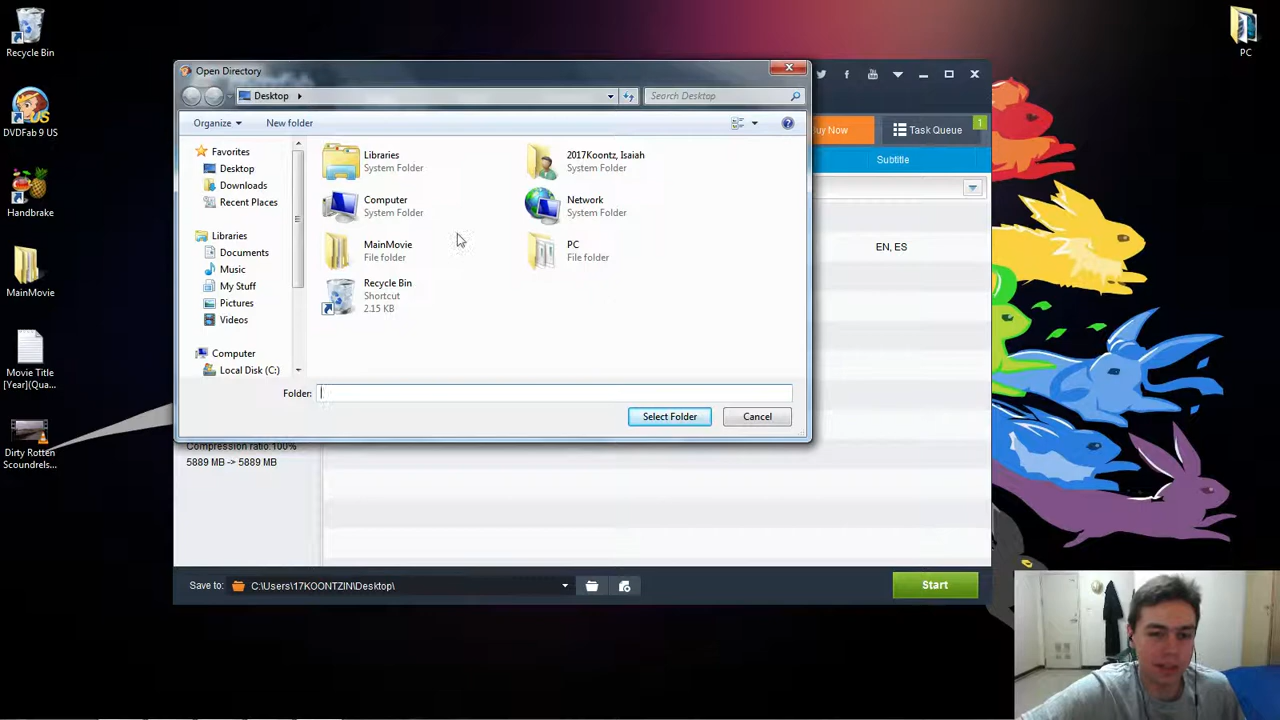 Recycle Bin
DVDFab 9 US
Handbrake
MainMovie
Movie Title
[Year](Qua...
Dirty Rotten
Scoundrels...
PC
Open Directory
Desktop
Search Desktop
Organize
New folder
Favorites
Desktop
Downloads
Recent Places
Libraries
Documents
Music
My Stuff
Pictures
Videos
Computer
Local Disk (C:)
Libraries
System Folder
2017Koontz, Isaiah
System Folder
Computer
System Folder
Network
System Folder
MainMovie
File folder
PC
File folder
Recycle Bin
Shortcut
2.15 KB
Folder:
Select Folder
Cancel
Buy Now
Task Queue
1
Subtitle
EN, ES
Compression ratio:100%
5889 MB -> 5889 MB
Save to:
C:\Users\17KOONTZIN\Desktop\
Start